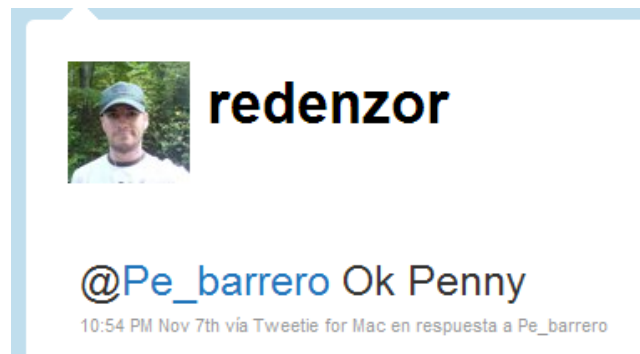 redenzor
@Pe_barrero Ok Penny
10:54 PM Nov 7th vía Tweetie for Mac en respuesta a Pe_barrero